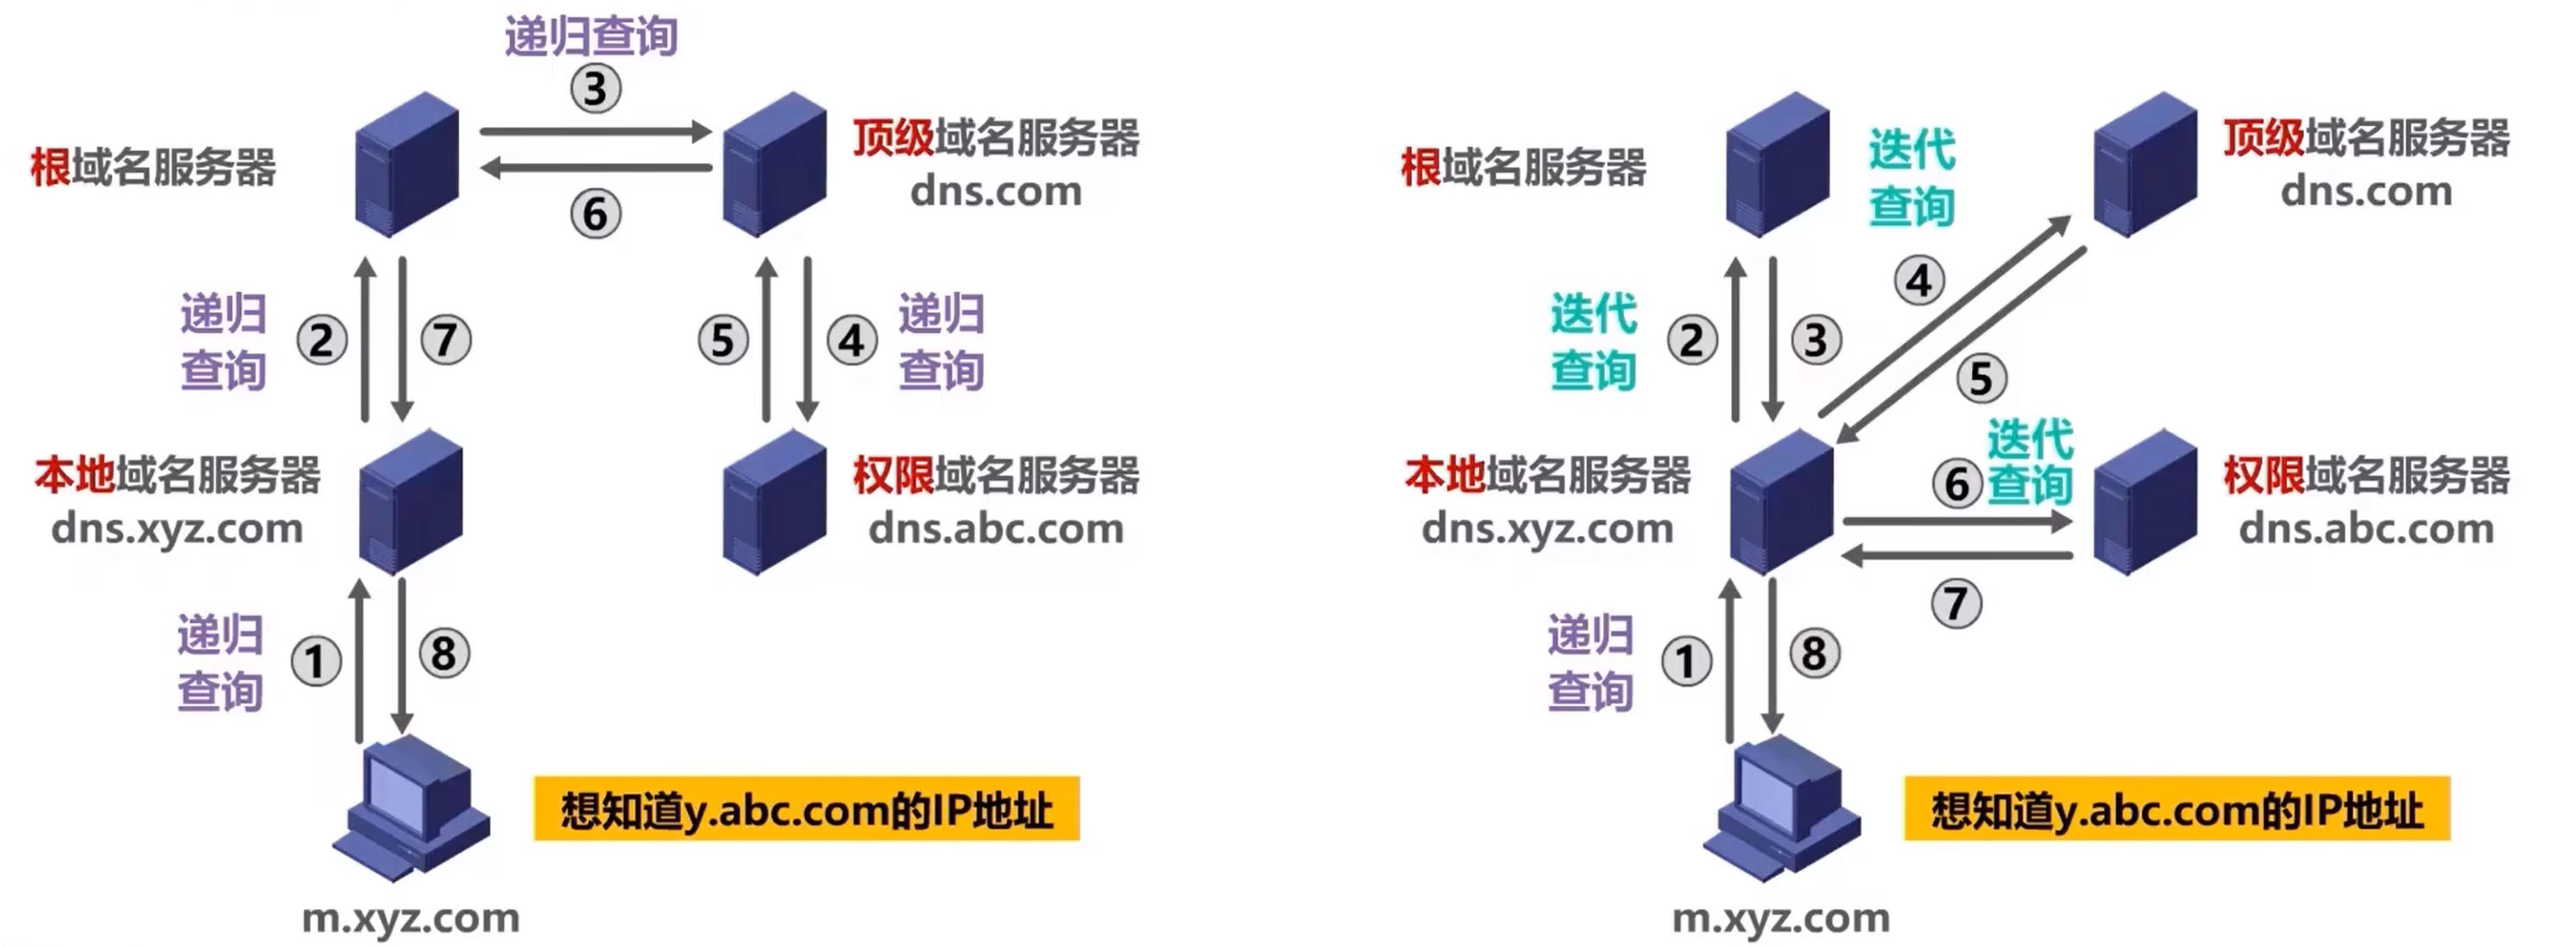 递归查询
③
根域名服务器
顶级域名服务器
dns.com
⑥
递归
查询
②
⑦
⑤
④
递归
查询
本地域名服务器
dns.xyz.com
权限域名服务器
dns.abc.com
递归
查询
①
⑧
想知道y.abc.com的IP地址
m.xyz.com
根域名服务器
迭代
查询
顶级域名服务器
dns.com
④
迭代
查询
②
③
⑤
本地域名服务器
dns.xyz.com
迭代
查询
⑥
权限域名服务器
dns.abc.com
⑦
递归
查询
①
⑧
想知道y.abc.com的IP地址
m.xyz.com